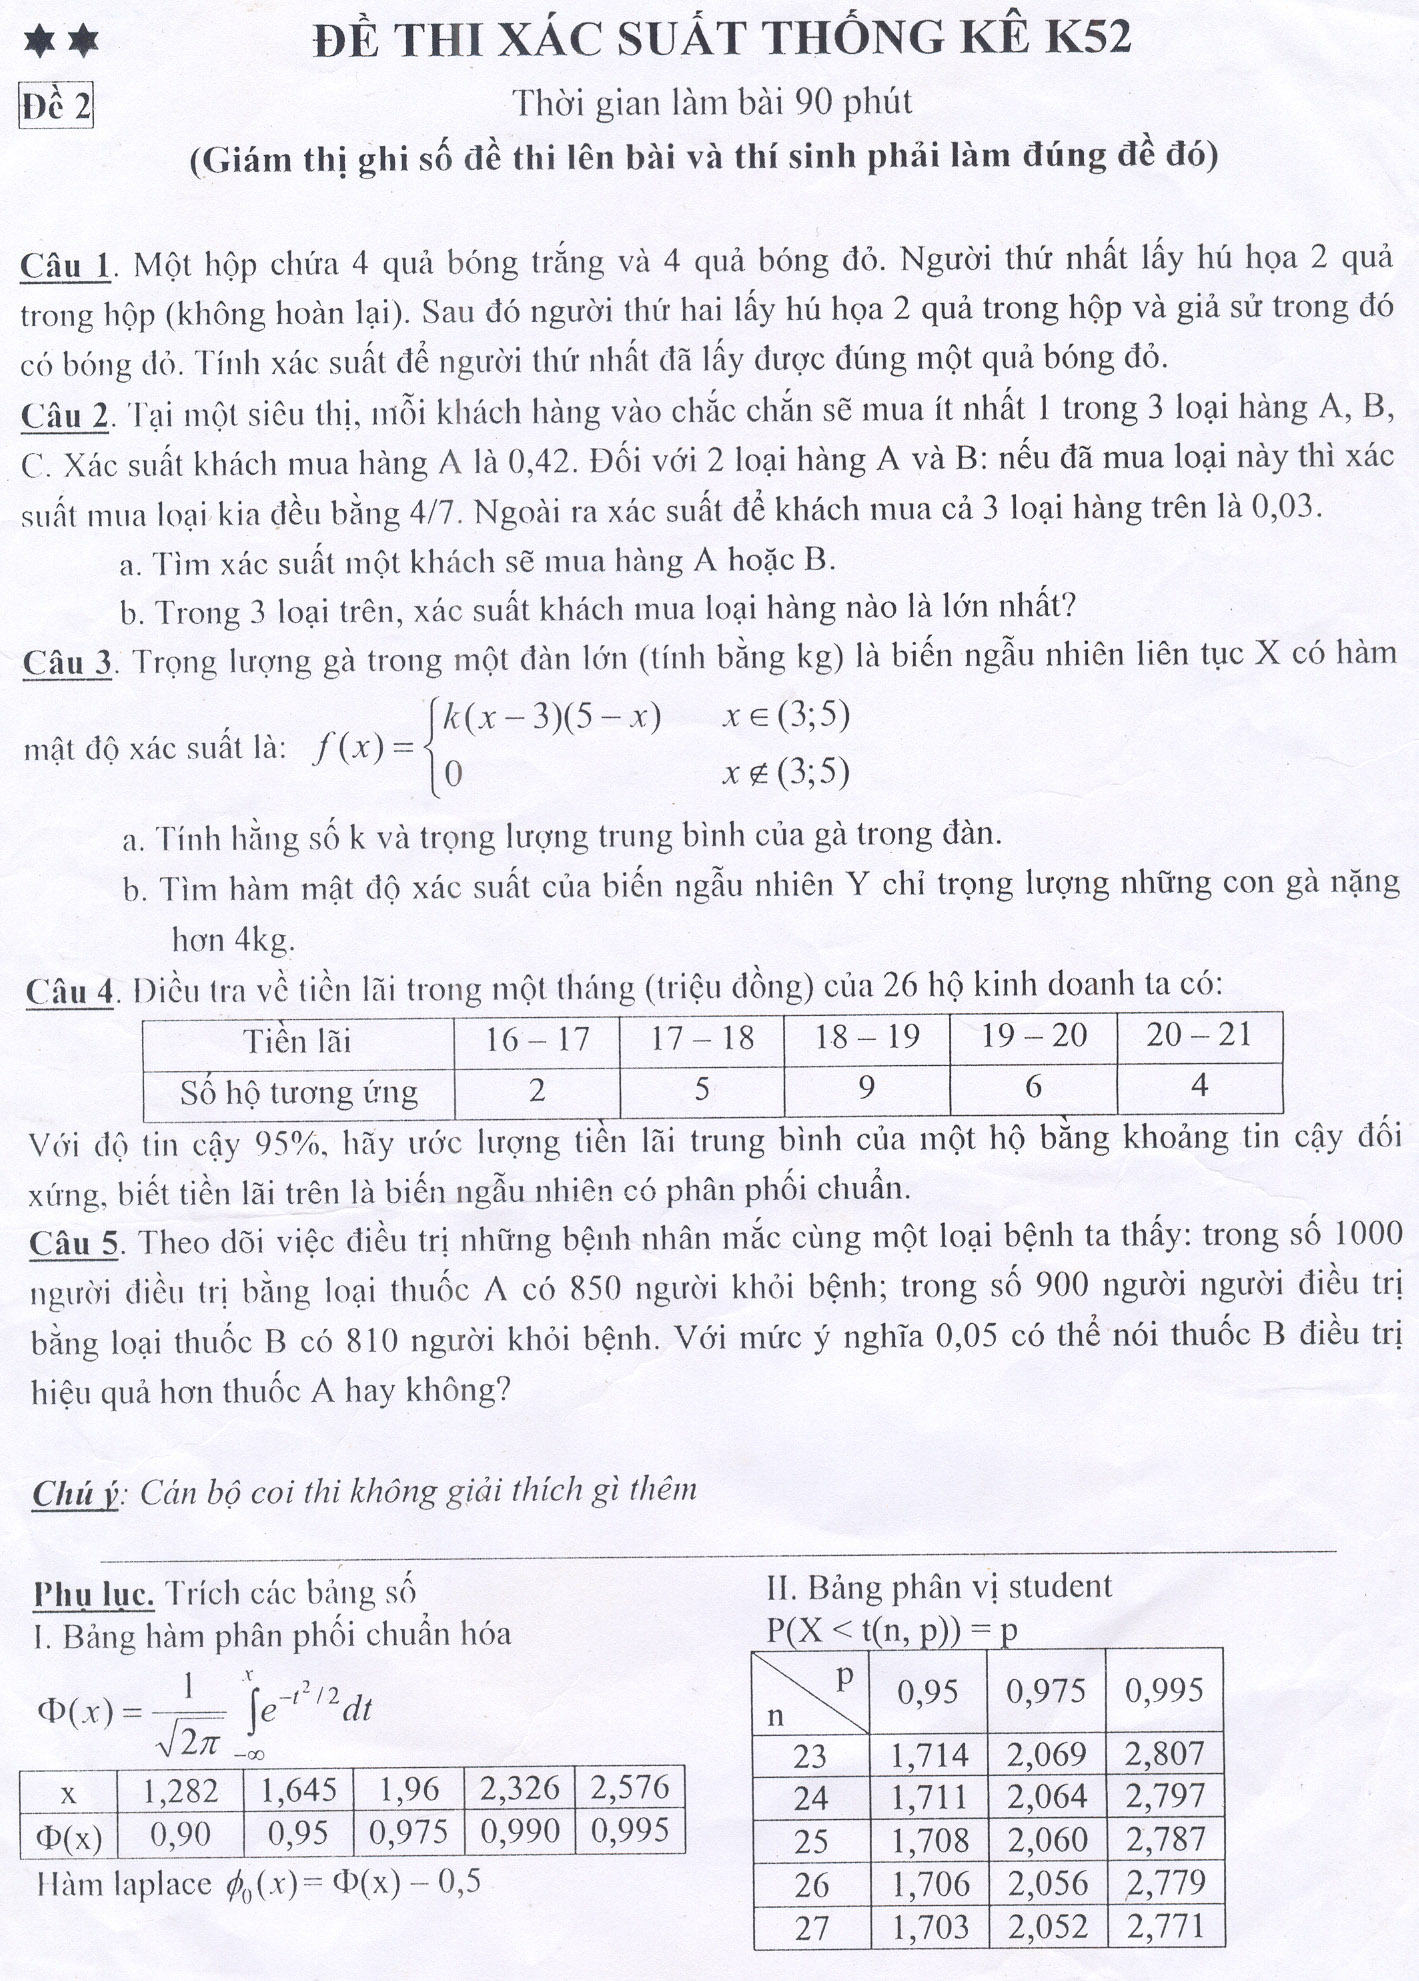 ĐỀ THI XÁC SUẤT THỐNG KÊ K52
Đề 2
Thời gian làm bài 90 phút
(Giám thị ghi số đề thi lên bài và thí sinh phải làm đúng đề đó)
Câu 1. Một hộp chứa 4 quả bóng trắng và 4 quả bóng đỏ. Người thứ nhất lấy hú họa 2 quả
trong hộp (không hoàn lại). Sau đó người thứ hai lấy hú họa 2 quả trong hộp và giả sử trong đó
có bóng đỏ. Tính xác suất để người thứ nhất đã lấy được đúng một quả bóng đỏ.
Câu 2. Tại một siêu thị, mỗi khách hàng vào chắc chắn sẽ mua ít nhất 1 trong 3 loại hàng A, B,
C. Xác suất khách mua hàng A là 0,42. Đối với 2 loại hàng A và B: nếu đã mua loại này thì xác
suất mua loại kia đều bằng 4/7. Ngoài ra xác suất để khách mua cả 3 loại hàng trên là 0,03.
a. Tìm xác suất một khách sẽ mua hàng A hoặc B.
b. Trong 3 loại trên, xác suất khách mua loại hàng nào là lớn nhất?
Câu 3. Trọng lượng gà trong một đàn lớn (tính bằng kg) là biến ngẫu nhiên liên tục X có hàm
mật độ xác suất là: f(x) = { k(x − 3)(5 − x) x ∈ (3;5)
0 x ∉ (3;5)
a. Tính hằng số k và trọng lượng trung bình của gà trong đàn.
b. Tìm hàm mật độ xác suất của biến ngẫu nhiên Y chỉ trọng lượng những con gà nặng
hơn 4kg.
Câu 4. Điều tra về tiền lãi trong một tháng (triệu đồng) của 26 hộ kinh doanh ta có:
Tiền lãi 16 – 17 17 – 18 18 – 19 19 – 20 20 – 21
Số hộ tương ứng 2 5 9 6 4
Với độ tin cậy 95%, hãy ước lượng tiền lãi trung bình của một hộ bằng khoảng tin cậy đối
xứng, biết tiền lãi trên là biến ngẫu nhiên có phân phối chuẩn.
Câu 5. Theo dõi việc điều trị những bệnh nhân mắc cùng một loại bệnh ta thấy: trong số 1000
người điều trị bằng loại thuốc A có 850 người khỏi bệnh; trong số 900 người người điều trị
bằng loại thuốc B có 810 người khỏi bệnh. Với mức ý nghĩa 0,05 có thể nói thuốc B điều trị
hiệu quả hơn thuốc A hay không?
Chú ý: Cán bộ coi thi không giải thích gì thêm
Phụ lục. Trích các bảng số
I. Bảng hàm phân phối chuẩn hóa
Φ(x) = 1/√2π ∫_{−∞}^{x} e^{−t²/2} dt
x 1,282 1,645 1,96 2,326 2,576
Φ(x) 0,90 0,95 0,975 0,990 0,995
Hàm laplace ϕ₀(x) = Φ(x) – 0,5
II. Bảng phân vị student
P(X < t(n, p)) = p
n p 0,95 0,975 0,995
23 1,714 2,069 2,807
24 1,711 2,064 2,797
25 1,708 2,060 2,787
26 1,706 2,056 2,779
27 1,703 2,052 2,771